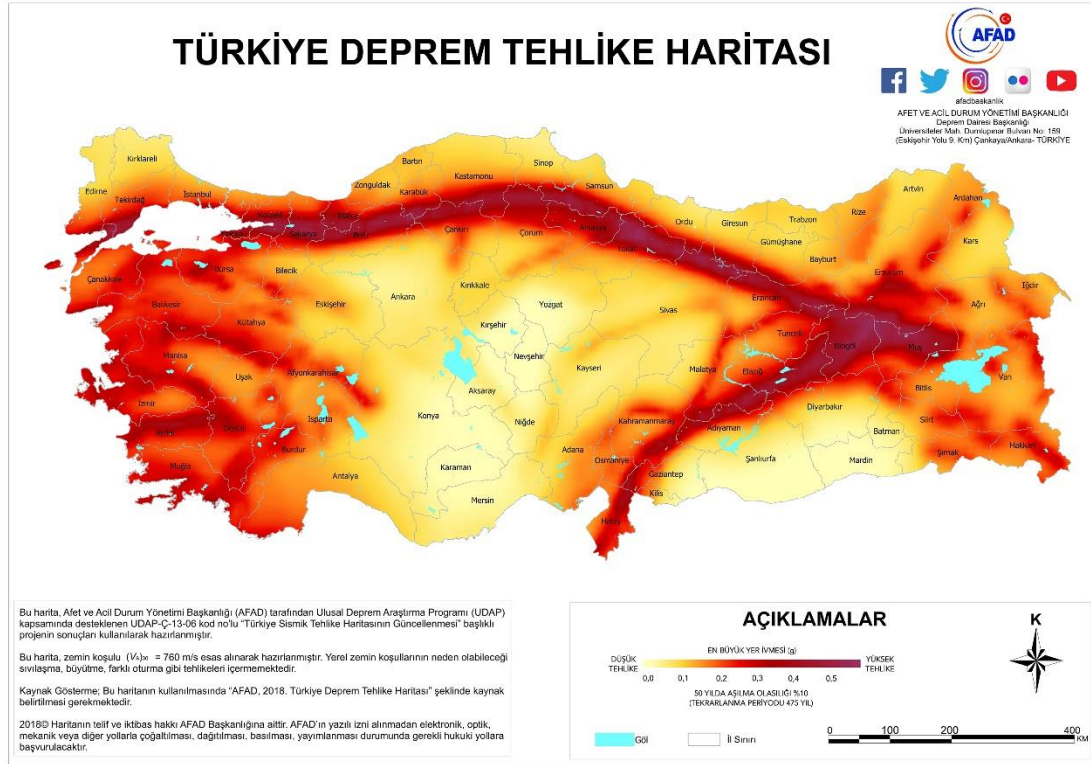 TÜRKİYE DEPREM TEHLİKE HARİTASI
AFAD
afadbaskanlik
AFET VE ACİL DURUM YÖNETİMİ BAŞKANLIĞI
Deprem Dairesi Başkanlığı
Üniversiteler Mah. Dumlupınar Bulvarı No: 159
(Eskişehir Yolu 9. Km) Çankaya/Ankara- TÜRKİYE
Kırklareli
Edirne
Tekirdağ
İstanbul
Kocaeli
Yalova
Sakarya
Düzce
Bolu
Zonguldak
Bartın
Karabük
Kastamonu
Sinop
Samsun
Çankırı
Çorum
Amasya
Tokat
Ordu
Giresun
Trabzon
Rize
Artvin
Ardahan
Kars
Gümüşhane
Bayburt
Erzurum
Iğdır
Ağrı
Çanakkale
Bursa
Bilecik
Balıkesir
Eskişehir
Kütahya
Ankara
Kırıkkale
Yozgat
Sivas
Erzincan
Tunceli
Bingöl
Muş
Kırşehir
Nevşehir
Kayseri
Malatya
Elazığ
Bitlis
Van
Manisa
Uşak
Afyonkarahisar
İzmir
Aydın
Denizli
Isparta
Burdur
Muğla
Antalya
Konya
Aksaray
Niğde
Karaman
Mersin
Adana
Kahramanmaraş
Osmaniye
Gaziantep
Kilis
Hatay
Adıyaman
Şanlıurfa
Diyarbakır
Batman
Mardin
Siirt
Şırnak
Hakkari
Bu harita, Afet ve Acil Durum Yönetimi Başkanlığı (AFAD) tarafından Ulusal Deprem Araştırma Programı (UDAP)
kapsamında desteklenen UDAP-Ç-13-06 kod no'lu "Türkiye Sismik Tehlike Haritasının Güncellenmesi" başlıklı
projenin sonuçları kullanılarak hazırlanmıştır.
Bu harita, zemin koşulu (Vs)30 = 760 m/s esas alınarak hazırlanmıştır. Yerel zemin koşullarının neden olabileceği
sıvılaşma, büyütme, farklı oturma gibi tehlikeleri içermemektedir.
Kaynak Gösterme; Bu haritanın kullanılmasında "AFAD, 2018. Türkiye Deprem Tehlike Haritası" şeklinde kaynak
belirtilmesi gerekmektedir.
2018© Haritanın telif ve iktibas hakkı AFAD Başkanlığına aittir. AFAD'ın yazılı izni alınmadan elektronik, optik,
mekanik veya diğer yollarla çoğaltılması, dağıtılması, basılması, yayımlanması durumunda gerekli hukuki yollara
başvurulacaktır.
AÇIKLAMALAR
EN BÜYÜK YER İVMESİ (g)
DÜŞÜK TEHLİKE
YÜKSEK TEHLİKE
0,0 0,1 0,2 0,3 0,4 0,5
50 YILDA AŞILMA OLASILIĞI %10
(TEKRARLANMA PERİYODU 475 YIL)
Göl
İl Sınırı
K
0 100 200 400
KM